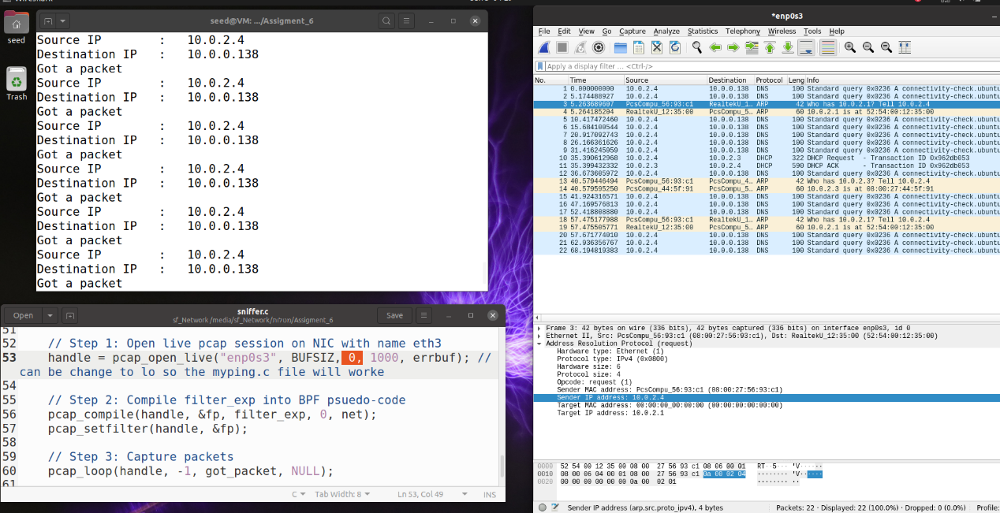 seed
Trash
seed@VM: .../Assigment_6
Source IP : 10.0.2.4
Destination IP : 10.0.0.138
Got a packet
Source IP : 10.0.2.4
Destination IP : 10.0.0.138
Got a packet
Source IP : 10.0.2.4
Destination IP : 10.0.0.138
Got a packet
Source IP : 10.0.2.4
Destination IP : 10.0.0.138
Got a packet
Source IP : 10.0.2.4
Destination IP : 10.0.0.138
Got a packet
Source IP : 10.0.2.4
Destination IP : 10.0.0.138
Got a packet
Open
sniffer.c
sf_Network /media/sf_Network/תולטלות/Assigment_6
Save
51
52 // Step 1: Open live pcap session on NIC with name eth3
53 handle = pcap_open_live("enp0s3", BUFSIZ, 0, 1000, errbuf); //
can be change to lo so the myping.c file will worke
54
55 // Step 2: Compile filter_exp into BPF psuedo-code
56 pcap_compile(handle, &fp, filter_exp, 0, net);
57 pcap_setfilter(handle, &fp);
58
59 // Step 3: Capture packets
60 pcap_loop(handle, -1, got_packet, NULL);
61
C Tab Width: 8 Ln 53, Col 49 INS
*enp0s3
File Edit View Go Capture Analyze Statistics Telephony Wireless Tools Help
Apply a display filter ... <Ctrl-/>
No. Time Source Destination Protocol Leng Info
1 0.000000000 10.0.2.4 10.0.0.138 DNS 100 Standard query 0x0236 A connectivity-check.ubuntu
2 5.174488927 10.0.2.4 10.0.0.138 DNS 100 Standard query 0x0236 A connectivity-check.ubuntu
3 5.263689607 PcsCompu_56:93:c1 RealtekU_1… ARP 42 Who has 10.0.2.1? Tell 10.0.2.4
4 5.264185204 RealtekU_12:35:00 PcsCompu_5… ARP 60 10.0.2.1 is at 52:54:00:12:35:00
5 10.417472460 10.0.2.4 10.0.0.138 DNS 100 Standard query 0x0236 A connectivity-check.ubuntu
6 15.684100544 10.0.2.4 10.0.0.138 DNS 100 Standard query 0x0236 A connectivity-check.ubuntu
7 20.917092743 10.0.2.4 10.0.0.138 DNS 100 Standard query 0x0236 A connectivity-check.ubuntu
8 26.166361626 10.0.2.4 10.0.0.138 DNS 100 Standard query 0x0236 A connectivity-check.ubuntu
9 31.416245059 10.0.2.4 10.0.0.138 DNS 100 Standard query 0x0236 A connectivity-check.ubuntu
10 35.390612968 10.0.2.4 10.0.2.3 DHCP 322 DHCP Request - Transaction ID 0x962db053
11 35.399432332 10.0.2.3 10.0.2.4 DHCP 590 DHCP ACK - Transaction ID 0x962db053
12 36.673605972 10.0.2.4 10.0.0.138 DNS 100 Standard query 0x0236 A connectivity-check.ubuntu
13 40.579446494 PcsCompu_56:93:c1 PcsCompu_4… ARP 42 Who has 10.0.2.3? Tell 10.0.2.4
14 40.579595250 PcsCompu_44:5f:91 PcsCompu_5… ARP 60 10.0.2.3 is at 08:00:27:44:5f:91
15 41.924316571 10.0.2.4 10.0.0.138 DNS 100 Standard query 0x0236 A connectivity-check.ubuntu
16 47.169576813 10.0.2.4 10.0.0.138 DNS 100 Standard query 0x0236 A connectivity-check.ubuntu
17 52.418808880 10.0.2.4 10.0.0.138 DNS 100 Standard query 0x0236 A connectivity-check.ubuntu
18 57.475177988 PcsCompu_56:93:c1 RealtekU_1… ARP 42 Who has 10.0.2.1? Tell 10.0.2.4
19 57.475505771 RealtekU_12:35:00 PcsCompu_5… ARP 60 10.0.2.1 is at 52:54:00:12:35:00
20 57.671774010 10.0.2.4 10.0.0.138 DNS 100 Standard query 0x0236 A connectivity-check.ubuntu
21 62.936356767 10.0.2.4 10.0.0.138 DNS 100 Standard query 0x0236 A connectivity-check.ubuntu
22 68.194819383 10.0.2.4 10.0.0.138 DNS 100 Standard query 0x0236 A connectivity-check.ubuntu
Frame 3: 42 bytes on wire (336 bits), 42 bytes captured (336 bits) on interface enp0s3, id 0
Ethernet II, Src: PcsCompu_56:93:c1 (08:00:27:56:93:c1), Dst: RealtekU_12:35:00 (52:54:00:12:35:00)
Address Resolution Protocol (request)
Hardware type: Ethernet (1)
Protocol type: IPv4 (0x0800)
Hardware size: 6
Protocol size: 4
Opcode: request (1)
Sender MAC address: PcsCompu_56:93:c1 (08:00:27:56:93:c1)
Sender IP address: 10.0.2.4
Target MAC address: 00:00:00_00:00:00 (00:00:00:00:00:00)
Target IP address: 10.0.2.1
0000 52 54 00 12 35 00 08 00 27 56 93 c1 08 06 00 01 RT··5··· 'V······
0010 08 00 06 04 00 01 08 00 27 56 93 c1 0a 00 02 04 ········ 'V······
0020 00 00 00 00 00 00 0a 00 02 01 ········ ··
Sender IP address (arp.src.proto_ipv4), 4 bytes Packets: 22 · Displayed: 22 (100.0%) · Dropped: 0 (0.0%) Profile: